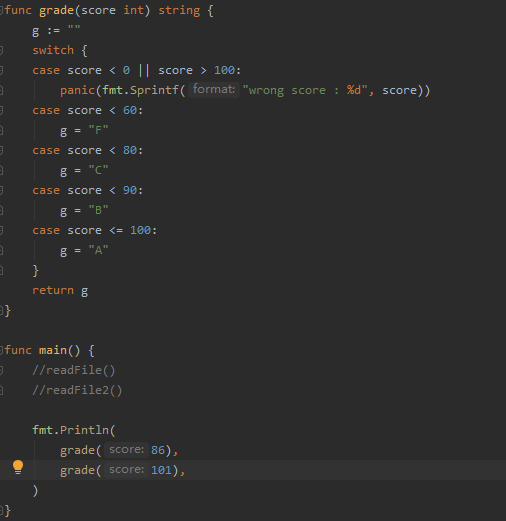 func grade(score int) string {
    g := ""
    switch {
    case score < 0 || score > 100:
        panic(fmt.Sprintf( format: "wrong score : %d", score))
    case score < 60:
        g = "F"
    case score < 80:
        g = "C"
    case score < 90:
        g = "B"
    case score <= 100:
        g = "A"
    }
    return g
}
func main() {
    //readFile()
    //readFile2()
    fmt.Println(
        grade( score: 86),
        grade( score: 101),
    )
}